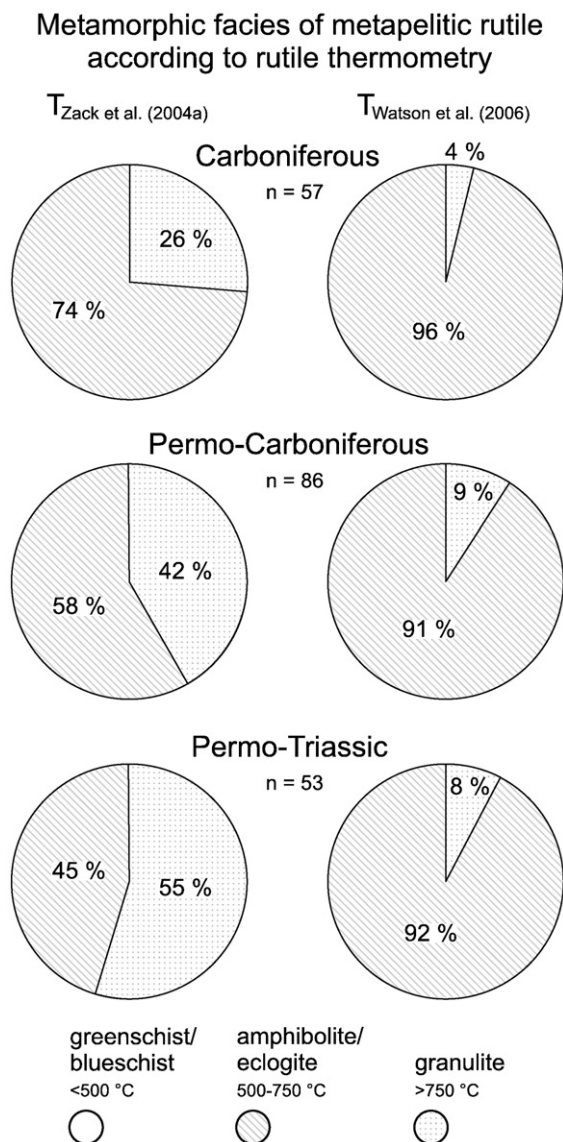 Metamorphic facies of metapelitic rutile
according to rutile thermometry
TZack et al. (2004a)
TWatson et al. (2006)
Carboniferous
n = 57
26 %
74 %
4 %
96 %
Permo-Carboniferous
n = 86
42 %
58 %
9 %
91 %
Permo-Triassic
n = 53
45 %
55 %
8 %
92 %
greenschist/
blueschist
<500 °C
amphibolite/
eclogite
500-750 °C
granulite
>750 °C